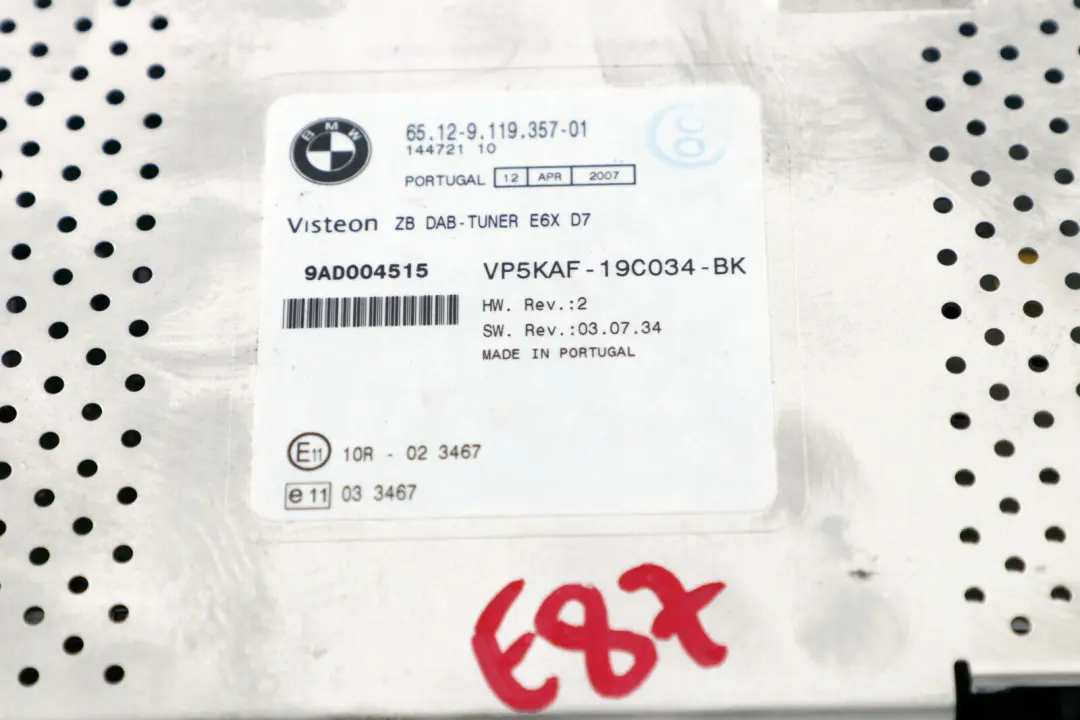 BMW
65.12-9.119.357-01
144721 10
PORTUGAL 12 APR 2007
Visteon ZB DAB-TUNER E6X D7
9AD004515 VP5KAF-19C034-BK
HW. Rev.:2
SW. Rev.:03.07.34
MADE IN PORTUGAL
E11 10R - 02 3467
e 11 03 3467
E87